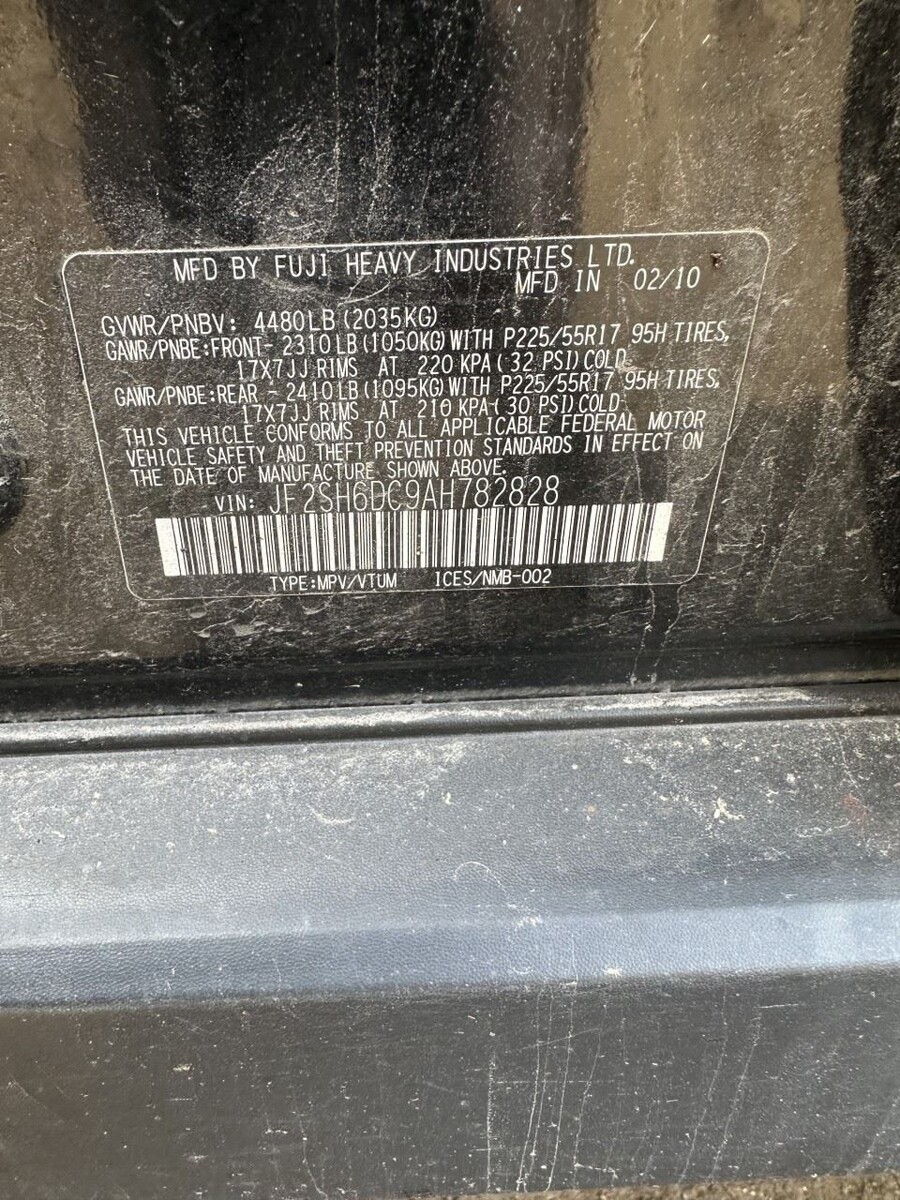 MFD BY FUJI HEAVY INDUSTRIES LTD.
MFD IN 02/10
GVWR/PNBV: 4480LB(2035KG)
GAWR/PNBE:FRONT- 2310LB(1050KG)WITH P225/55R17 95H TIRES,
17X7JJ RIMS AT 220 KPA(32 PSI)COLD
GAWR/PNBE:REAR - 2410LB(1095KG)WITH P225/55R17 95H TIRES,
17X7JJ RIMS AT 210 KPA(30 PSI)COLD
THIS VEHICLE CONFORMS TO ALL APPLICABLE FEDERAL MOTOR
VEHICLE SAFETY AND THEFT PREVENTION STANDARDS IN EFFECT ON
THE DATE OF MANUFACTURE SHOWN ABOVE.
VIN: JF2SH6DC9AH782828
TYPE:MPV/VTUM ICES/NMB-002